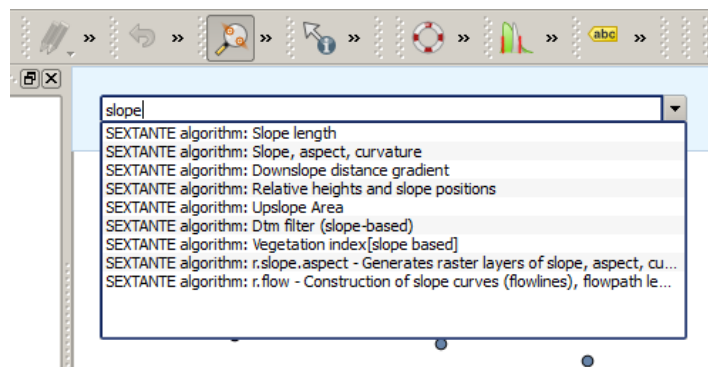 » » » » » abc »
slope
SEXTANTE algorithm: Slope length
SEXTANTE algorithm: Slope, aspect, curvature
SEXTANTE algorithm: Downslope distance gradient
SEXTANTE algorithm: Relative heights and slope positions
SEXTANTE algorithm: Upslope Area
SEXTANTE algorithm: Dtm filter (slope-based)
SEXTANTE algorithm: Vegetation index[slope based]
SEXTANTE algorithm: r.slope.aspect - Generates raster layers of slope, aspect, cu...
SEXTANTE algorithm: r.flow - Construction of slope curves (flowlines), flowpath le...